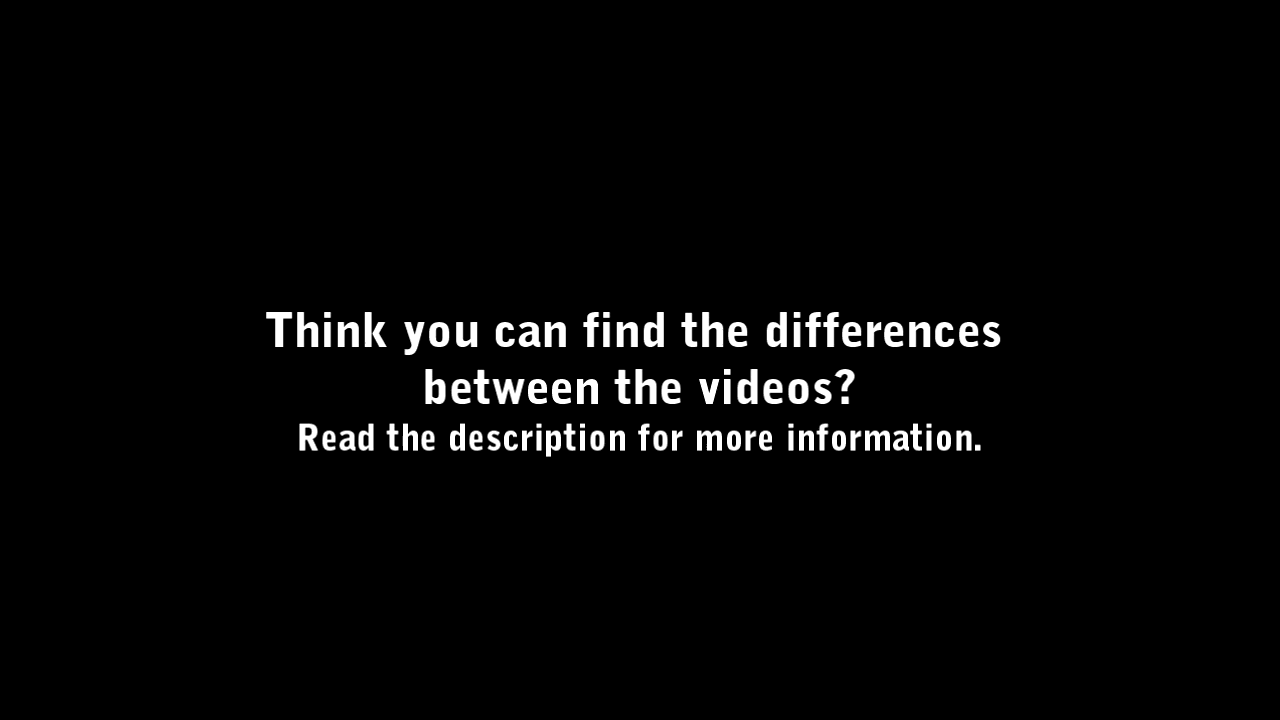 Think you can find the differences
between the videos?
Read the description for more information.